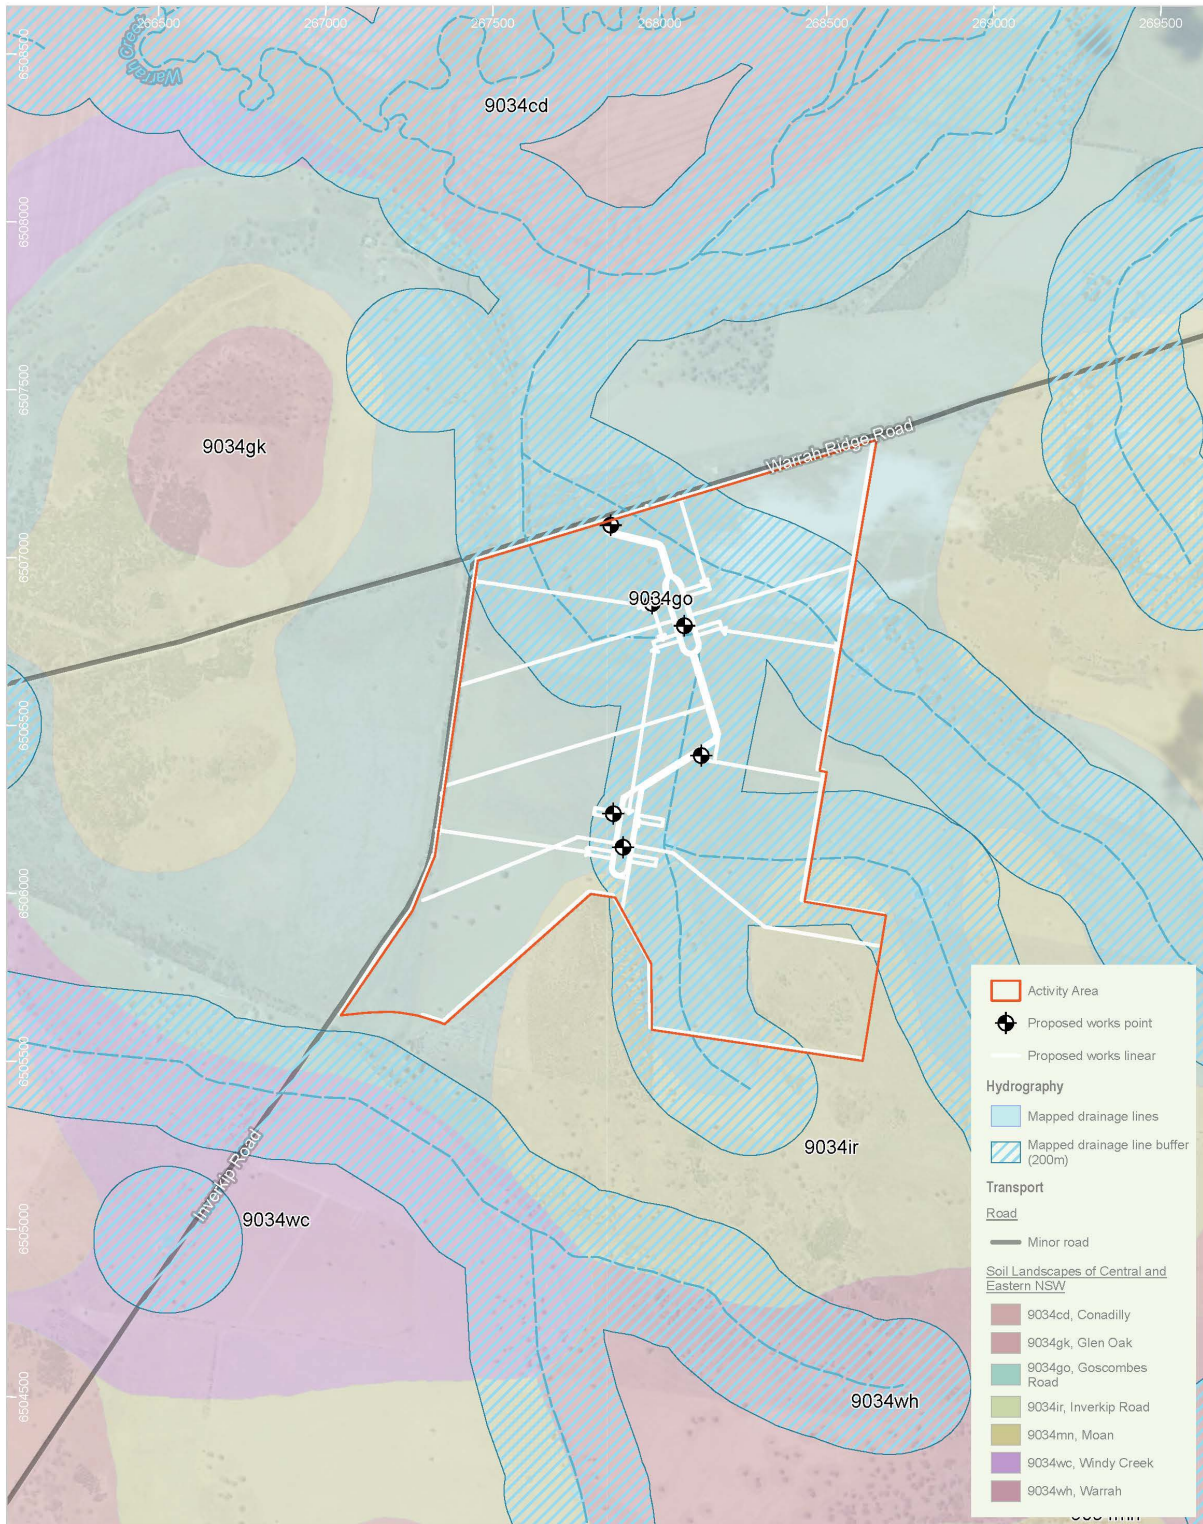 266500
267000
267500
268000
268500
269000
269500
6508500
6508000
6507500
6507000
6506500
6506000
6505500
6505000
6504500
Warrah Creek
9034cd
9034gk
Warrah Ridge Road
9034go
9034ir
Inverkip Road
9034wc
9034wh
Activity Area
Proposed works point
Proposed works linear
Hydrography
Mapped drainage lines
Mapped drainage line buffer
(200m)
Transport
Road
Minor road
Soil Landscapes of Central and
Eastern NSW
9034cd, Conadilly
9034gk, Glen Oak
9034go, Goscombes
Road
9034ir, Inverkip Road
9034mn, Moan
9034wc, Windy Creek
9034wh, Warrah